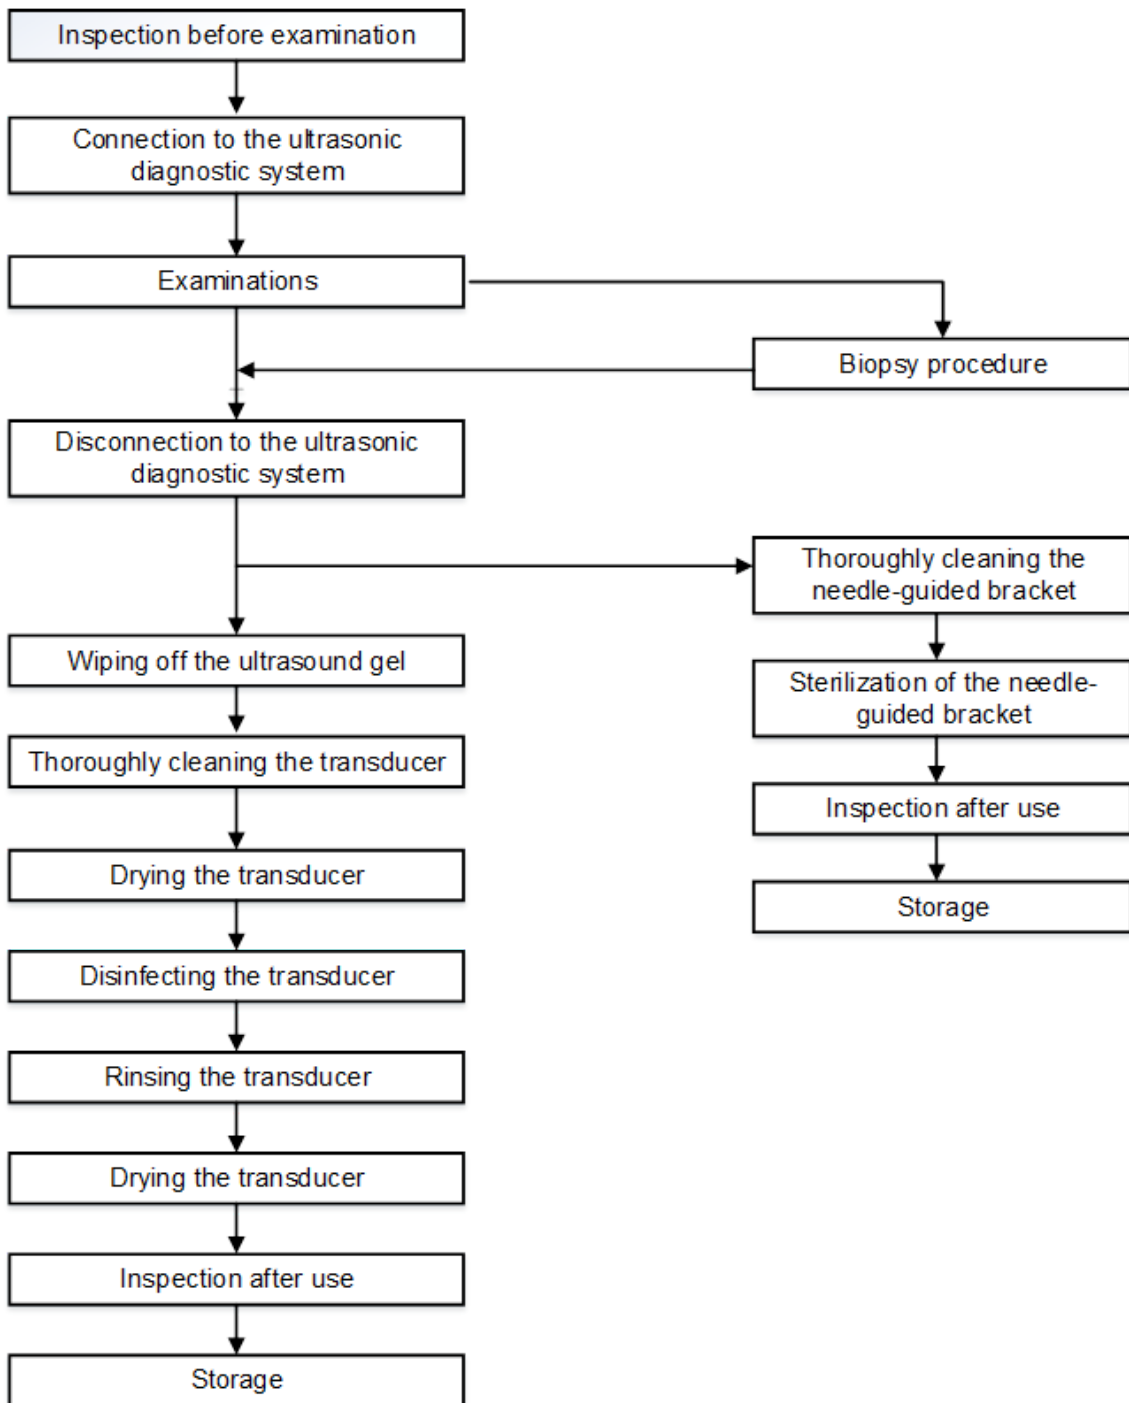 Inspection before examination
Connection to the ultrasonic
diagnostic system
Examinations
Biopsy procedure
Disconnection to the ultrasonic
diagnostic system
Thoroughly cleaning the
needle-guided bracket
Wiping off the ultrasound gel
Sterilization of the needle-
guided bracket
Thoroughly cleaning the transducer
Inspection after use
Drying the transducer
Storage
Disinfecting the transducer
Rinsing the transducer
Drying the transducer
Inspection after use
Storage